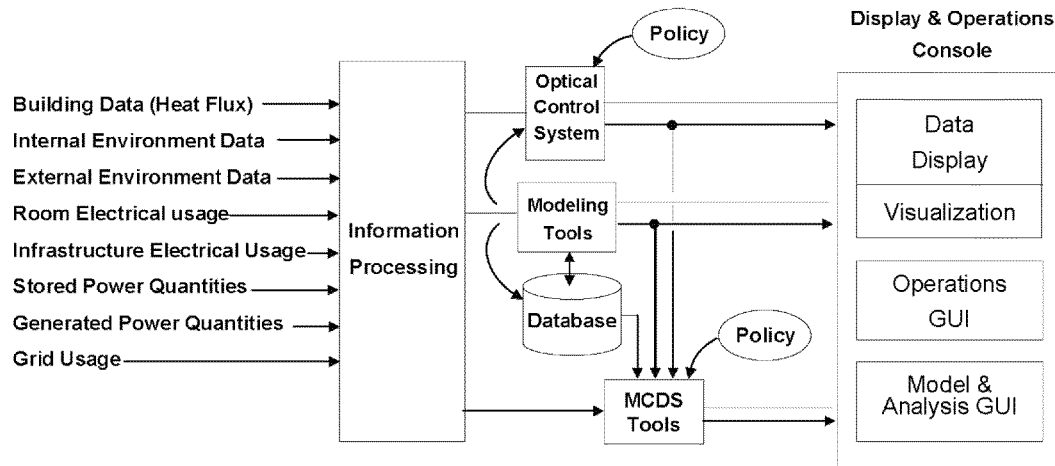 Display & Operations
Console
Policy
Building Data (Heat Flux)
Internal Environment Data
External Environment Data
Room Electrical usage
Infrastructure Electrical Usage
Stored Power Quantities
Generated Power Quantities
Grid Usage
Information
Processing
Optical
Control
System
Modeling
Tools
Database
Policy
MCDS
Tools
Data
Display
Visualization
Operations
GUI
Model &
Analysis GUI